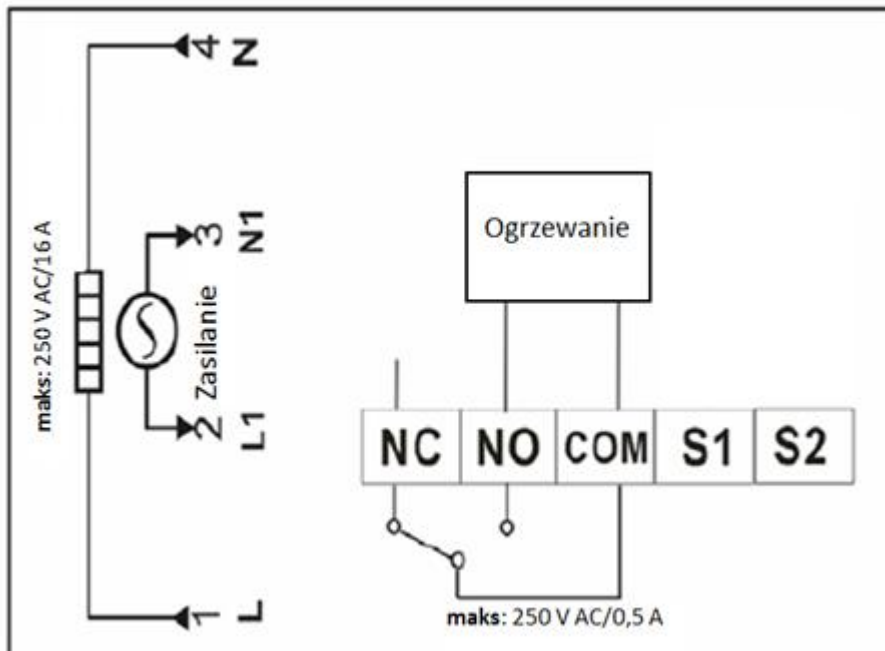 4 N
3 N1
maks: 250 V AC/16 A
Zasilanie
2 L1
1 L
Ogrzewanie
NC NO COM S1 S2
maks: 250 V AC/0,5 A